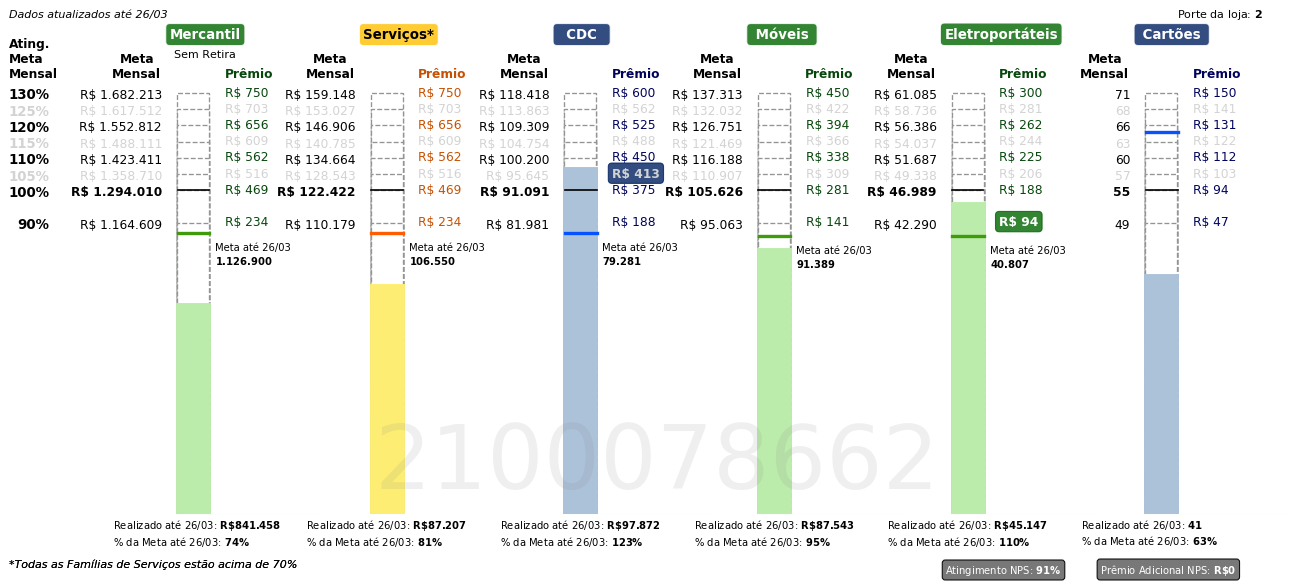 Dados atualizados até 26/03
Porte da loja: 2
Mercantil Serviços* CDC Móveis Eletroportáteis Cartões
Sem Retira
Ating. Meta Mensal
Meta Mensal Prêmio Meta Mensal Prêmio Meta Mensal Prêmio Meta Mensal Prêmio Meta Mensal Prêmio Meta Mensal Prêmio
130% R$ 1.682.213 R$ 750 R$ 159.148 R$ 750 R$ 118.418 R$ 600 R$ 137.313 R$ 450 R$ 61.085 R$ 300 71 R$ 150
125% R$ 1.617.512 R$ 703 R$ 153.027 R$ 703 R$ 113.863 R$ 562 R$ 132.032 R$ 422 R$ 58.736 R$ 281 68 R$ 141
120% R$ 1.552.812 R$ 656 R$ 146.906 R$ 656 R$ 109.309 R$ 525 R$ 126.751 R$ 394 R$ 56.386 R$ 262 66 R$ 131
115% R$ 1.488.111 R$ 609 R$ 140.785 R$ 609 R$ 104.754 R$ 488 R$ 121.469 R$ 366 R$ 54.037 R$ 244 63 R$ 122
110% R$ 1.423.411 R$ 562 R$ 134.664 R$ 562 R$ 100.200 R$ 450 R$ 116.188 R$ 338 R$ 51.687 R$ 225 60 R$ 112
105% R$ 1.358.710 R$ 516 R$ 128.543 R$ 516 R$ 95.645 R$ 413 R$ 110.907 R$ 309 R$ 49.338 R$ 206 57 R$ 103
100% R$ 1.294.010 R$ 469 R$ 122.422 R$ 469 R$ 91.091 R$ 375 R$ 105.626 R$ 281 R$ 46.989 R$ 188 55 R$ 94
90% R$ 1.164.609 R$ 234 R$ 110.179 R$ 234 R$ 81.981 R$ 188 R$ 95.063 R$ 141 R$ 42.290 R$ 94 49 R$ 47
Meta até 26/03 Meta até 26/03 Meta até 26/03 Meta até 26/03 Meta até 26/03
1.126.900 106.550 79.281 91.389 40.807
2100078662
Realizado até 26/03: R$841.458 Realizado até 26/03: R$87.207 Realizado até 26/03: R$97.872 Realizado até 26/03: R$87.543 Realizado até 26/03: R$45.147 Realizado até 26/03: 41
% da Meta até 26/03: 74% % da Meta até 26/03: 81% % da Meta até 26/03: 123% % da Meta até 26/03: 95% % da Meta até 26/03: 110% % da Meta até 26/03: 63%
*Todas as Famílias de Serviços estão acima de 70%
Atingimento NPS: 91% Prêmio Adicional NPS: R$0